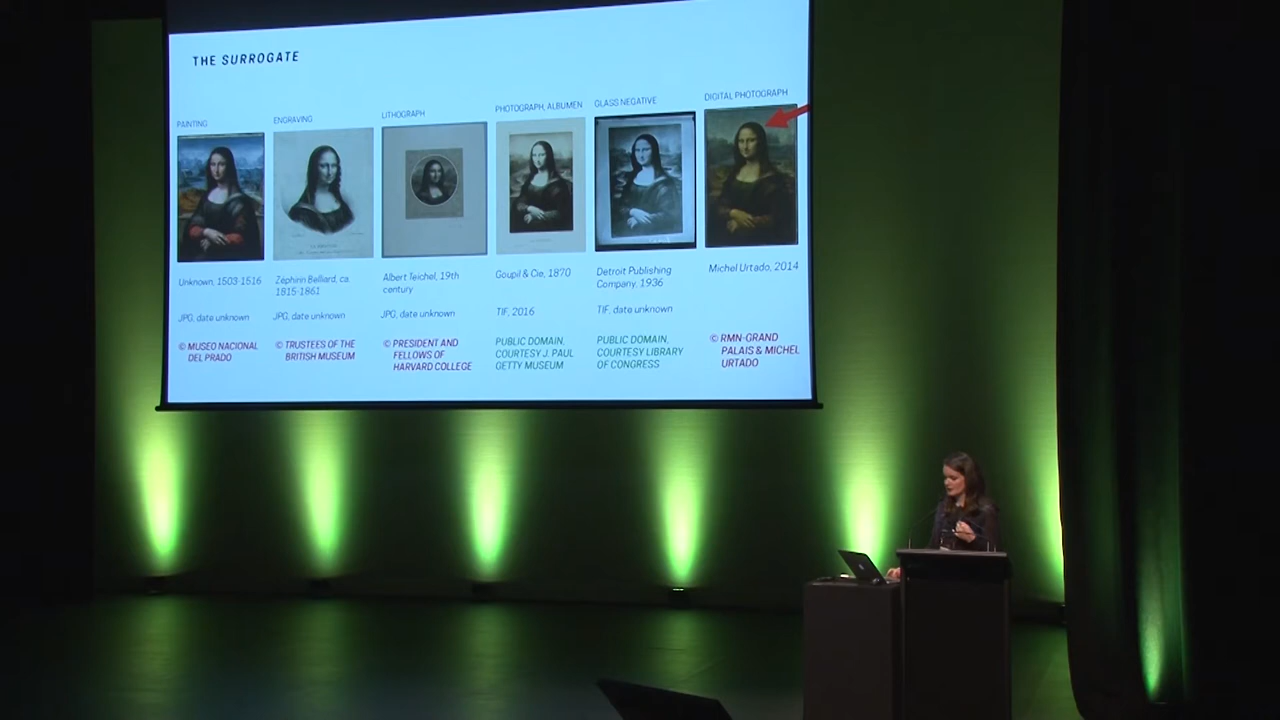 THE SURROGATE
PAINTING
Unknown, 1503-1516
JPG, date unknown
© MUSEO NACIONAL
DEL PRADO
ENGRAVING
Zéphirin Belliard, ca.
1815-1861
JPG, date unknown
© TRUSTEES OF THE
BRITISH MUSEUM
LITHOGRAPH
Albert Teichel, 19th
century
JPG, date unknown
© PRESIDENT AND
FELLOWS OF
HARVARD COLLEGE
PHOTOGRAPH, ALBUMEN
Goupil & Cie, 1870
TIF, 2016
PUBLIC DOMAIN,
COURTESY J. PAUL
GETTY MUSEUM
GLASS NEGATIVE
Detroit Publishing
Company, 1936
TIF, date unknown
PUBLIC DOMAIN,
COURTESY LIBRARY
OF CONGRESS
DIGITAL PHOTOGRAPH
Michel Urtado, 2014
© RMN-GRAND
PALAIS & MICHEL
URTADO